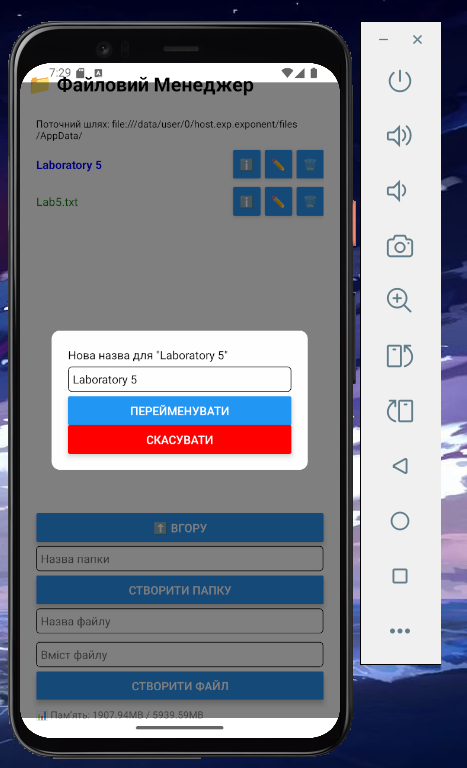 7:29
📁 Файловий Менеджер
Поточний шлях: file:///data/user/0/host.exp.exponent/files
/AppData/
Laboratory 5
Lab5.txt
Нова назва для "Laboratory 5"
Laboratory 5
ПЕРЕЙМЕНУВАТИ
СКАСУВАТИ
⬆️ ВГОРУ
Назва папки
СТВОРИТИ ПАПКУ
Назва файлу
Вміст файлу
СТВОРИТИ ФАЙЛ
📊 Пам'ять: 1907.94MB / 5939.59MB